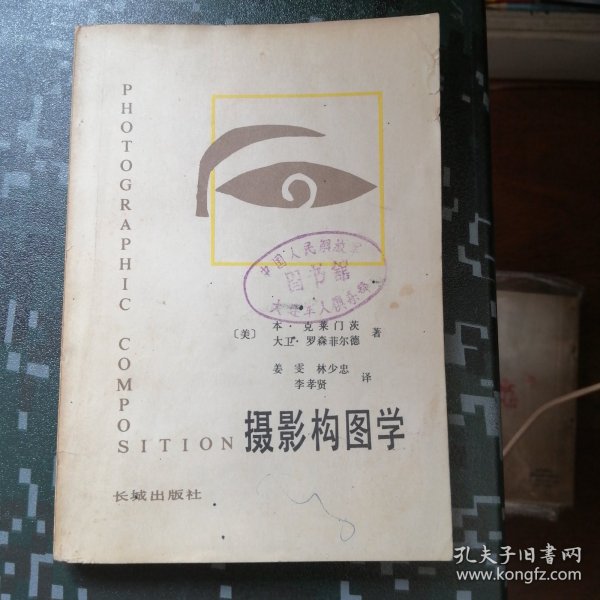 PHOTOGRAPHIC COMPOSITION
中国人民解放军
图书馆
〔美〕 本·克莱门茨 著
大卫·罗森菲尔德
姜 雯 林少忠 译
李孝贤
摄影构图学
长城出版社
孔夫子旧书网
www.kongfz.com